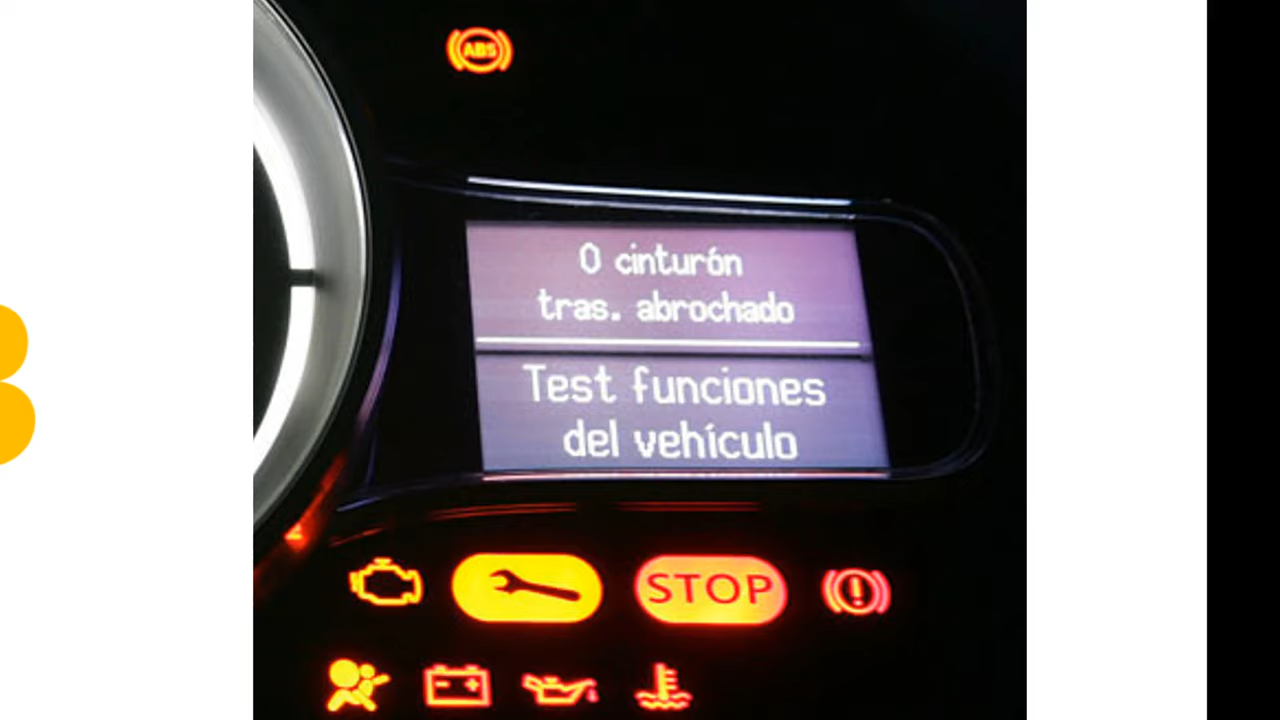 ABS
0 cinturón
tras. abrochado
Test funciones
del vehículo
STOP